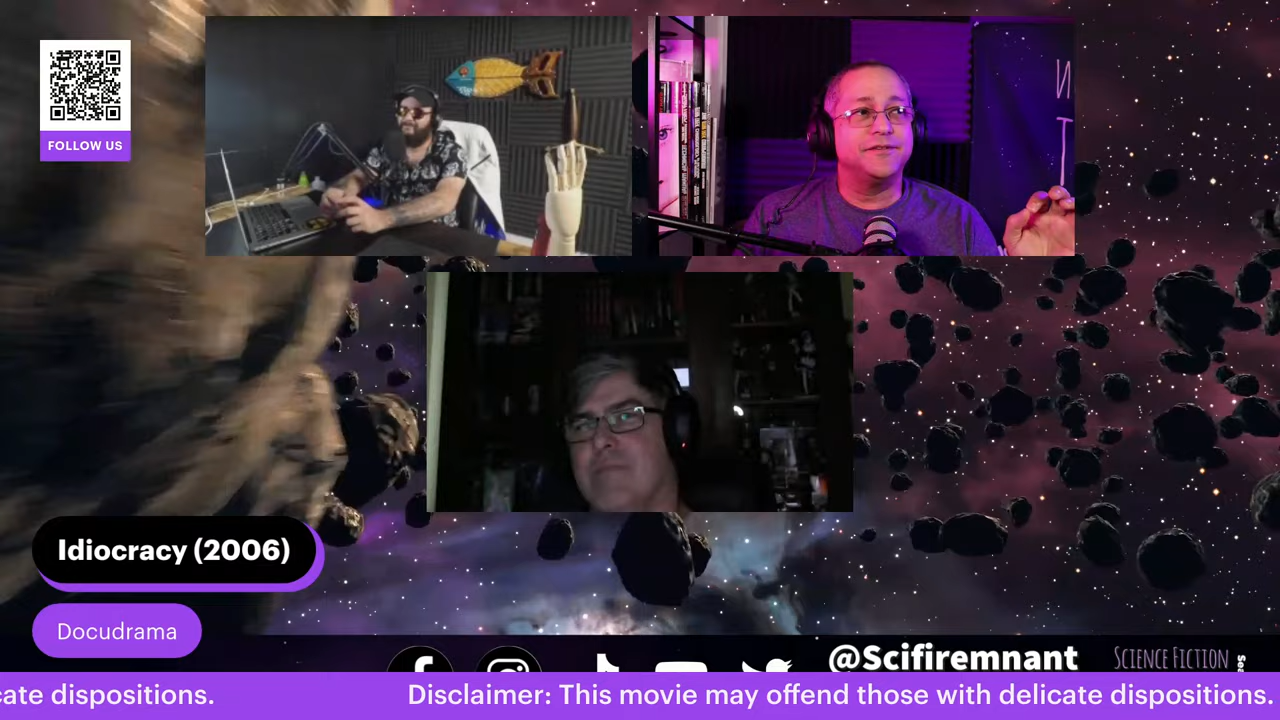 FOLLOW US
Idiocracy (2006)
Docudrama
@Scifiremnant
SCIENCE FICTION
cate dispositions.
Disclaimer: This movie may offend those with delicate dispositions.